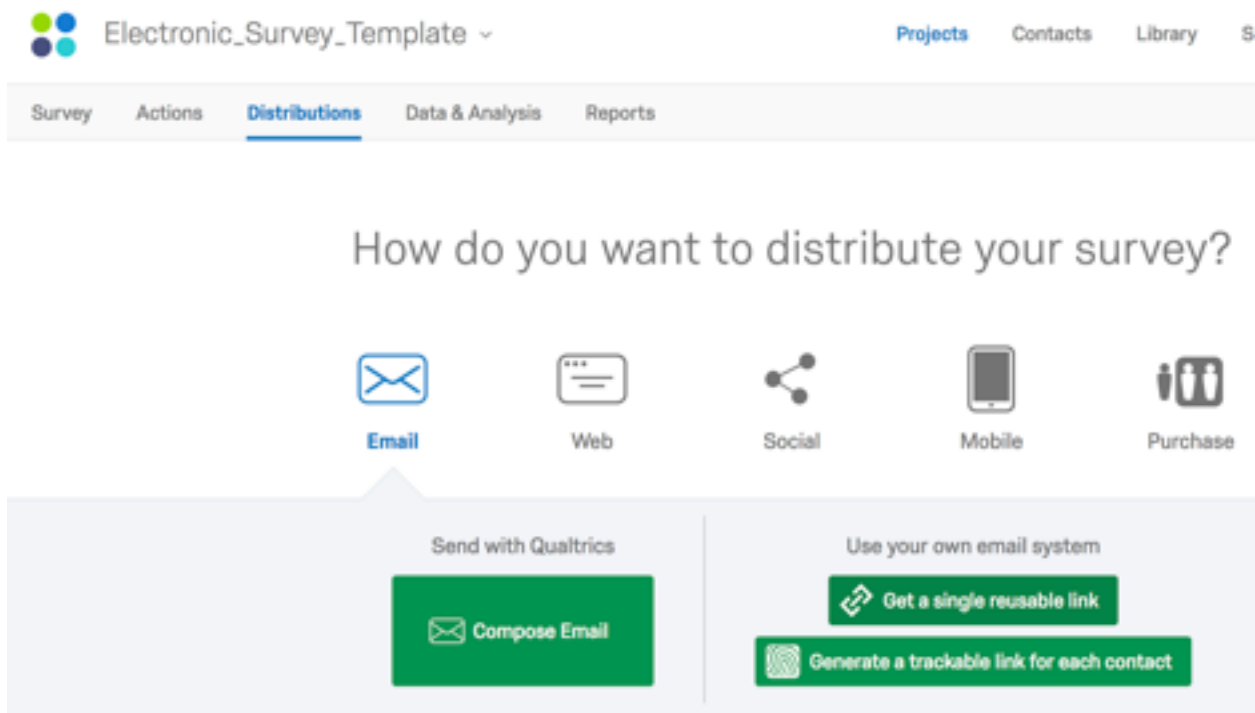 Electronic_Survey_Template
Projects Contacts Library
Survey Actions Distributions Data & Analysis Reports
How do you want to distribute your survey?
Email Web Social Mobile Purchase
Send with Qualtrics
Compose Email
Use your own email system
Get a single reusable link
Generate a trackable link for each contact